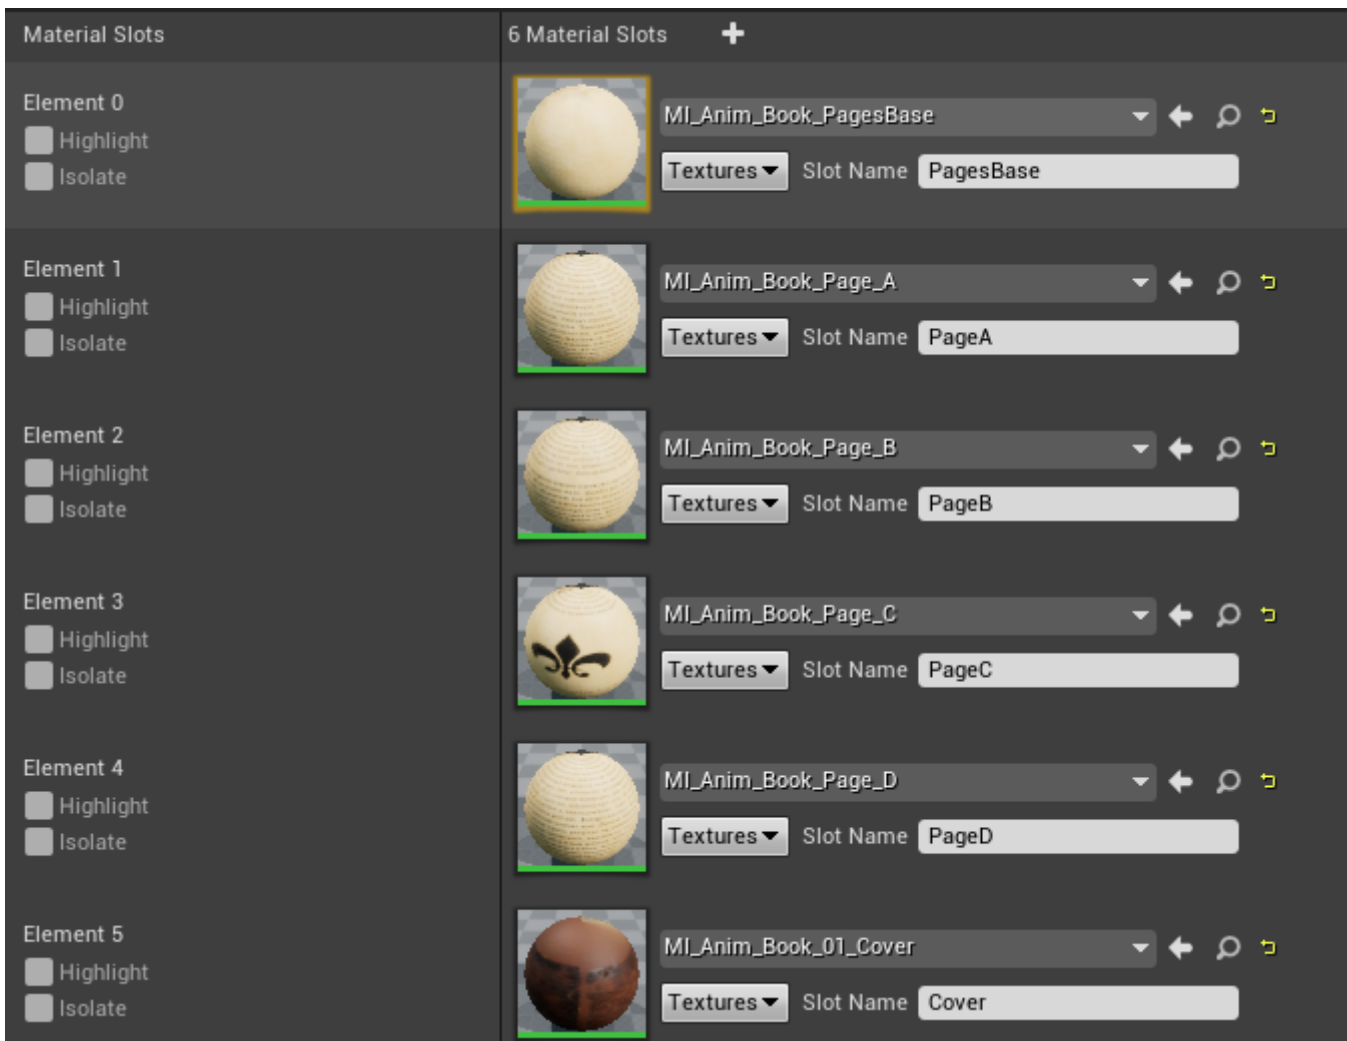 Material Slots
6 Material Slots
Element 0
Highlight
Isolate
MI_Anim_Book_PagesBase
Textures
Slot Name
PagesBase
Element 1
Highlight
Isolate
MI_Anim_Book_Page_A
Textures
Slot Name
PageA
Element 2
Highlight
Isolate
MI_Anim_Book_Page_B
Textures
Slot Name
PageB
Element 3
Highlight
Isolate
MI_Anim_Book_Page_C
Textures
Slot Name
PageC
Element 4
Highlight
Isolate
MI_Anim_Book_Page_D
Textures
Slot Name
PageD
Element 5
Highlight
Isolate
MI_Anim_Book_01_Cover
Textures
Slot Name
Cover